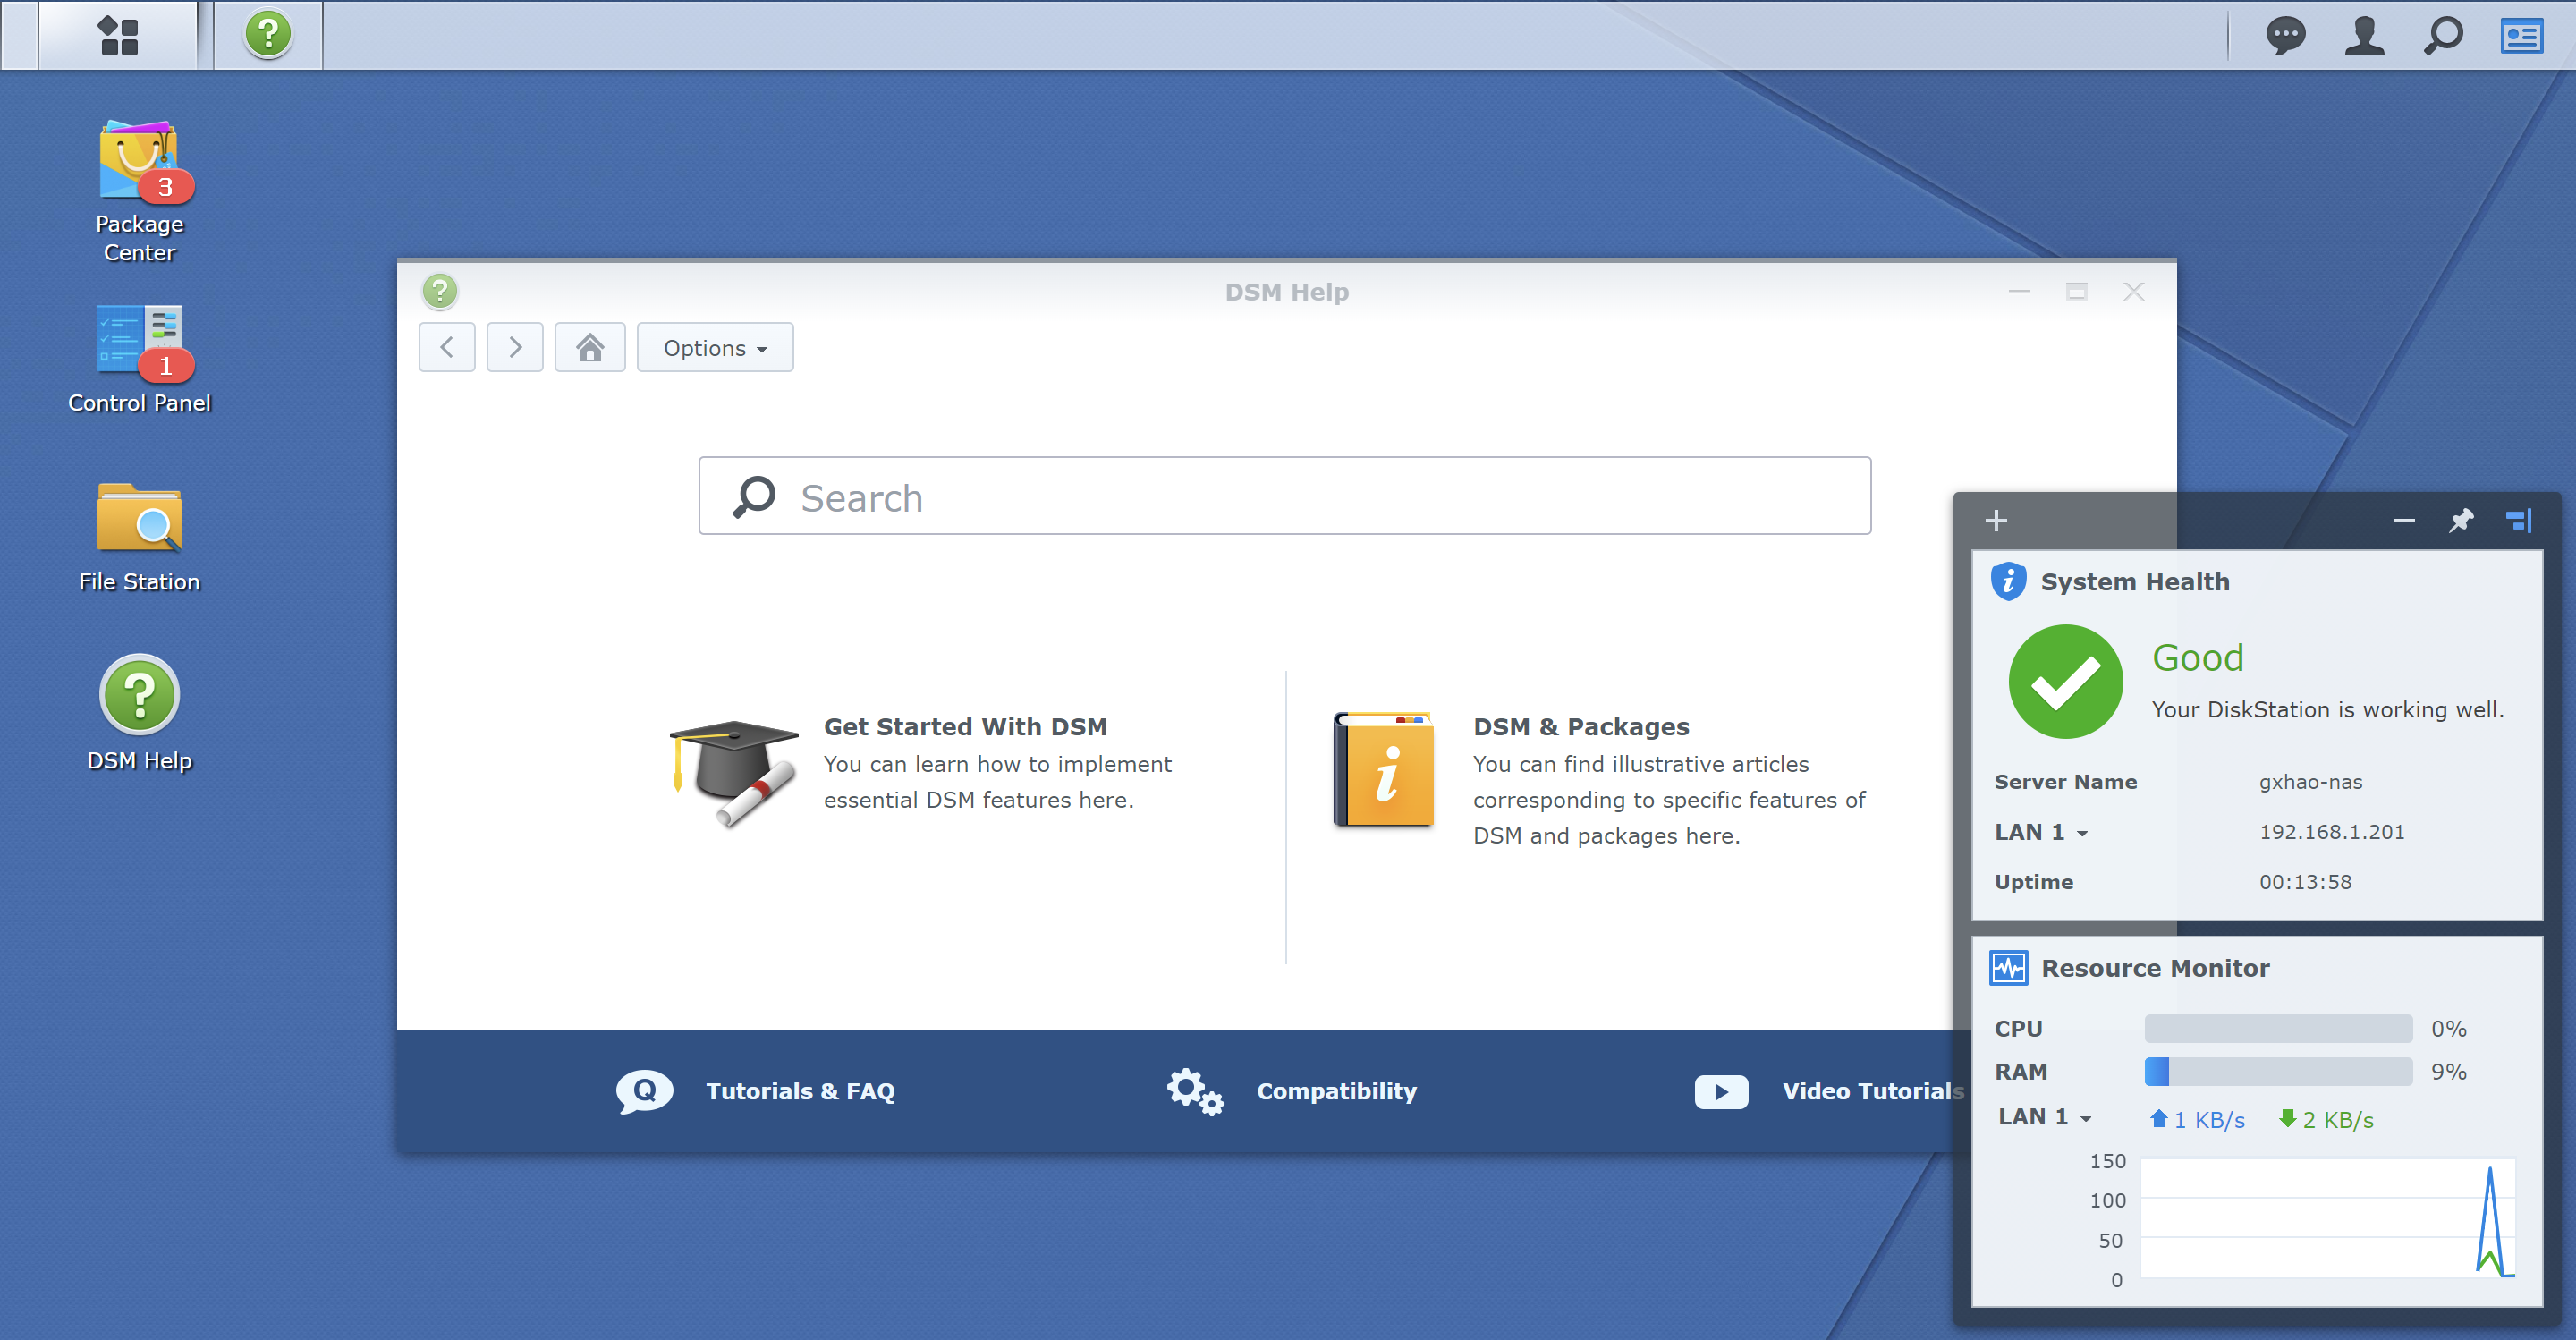 3
Package
Center
1
Control Panel
File Station
DSM Help
DSM Help
Options
Search
Get Started With DSM
You can learn how to implement
essential DSM features here.
DSM & Packages
You can find illustrative articles
corresponding to specific features of
DSM and packages here.
Q
Tutorials & FAQ
Compatibility
Video Tutorials
System Health
Good
Your DiskStation is working well.
Server Name gxhao-nas
LAN 1 192.168.1.201
Uptime 00:13:58
Resource Monitor
CPU 0%
RAM 9%
LAN 1 1 KB/s 2 KB/s
150
100
50
0